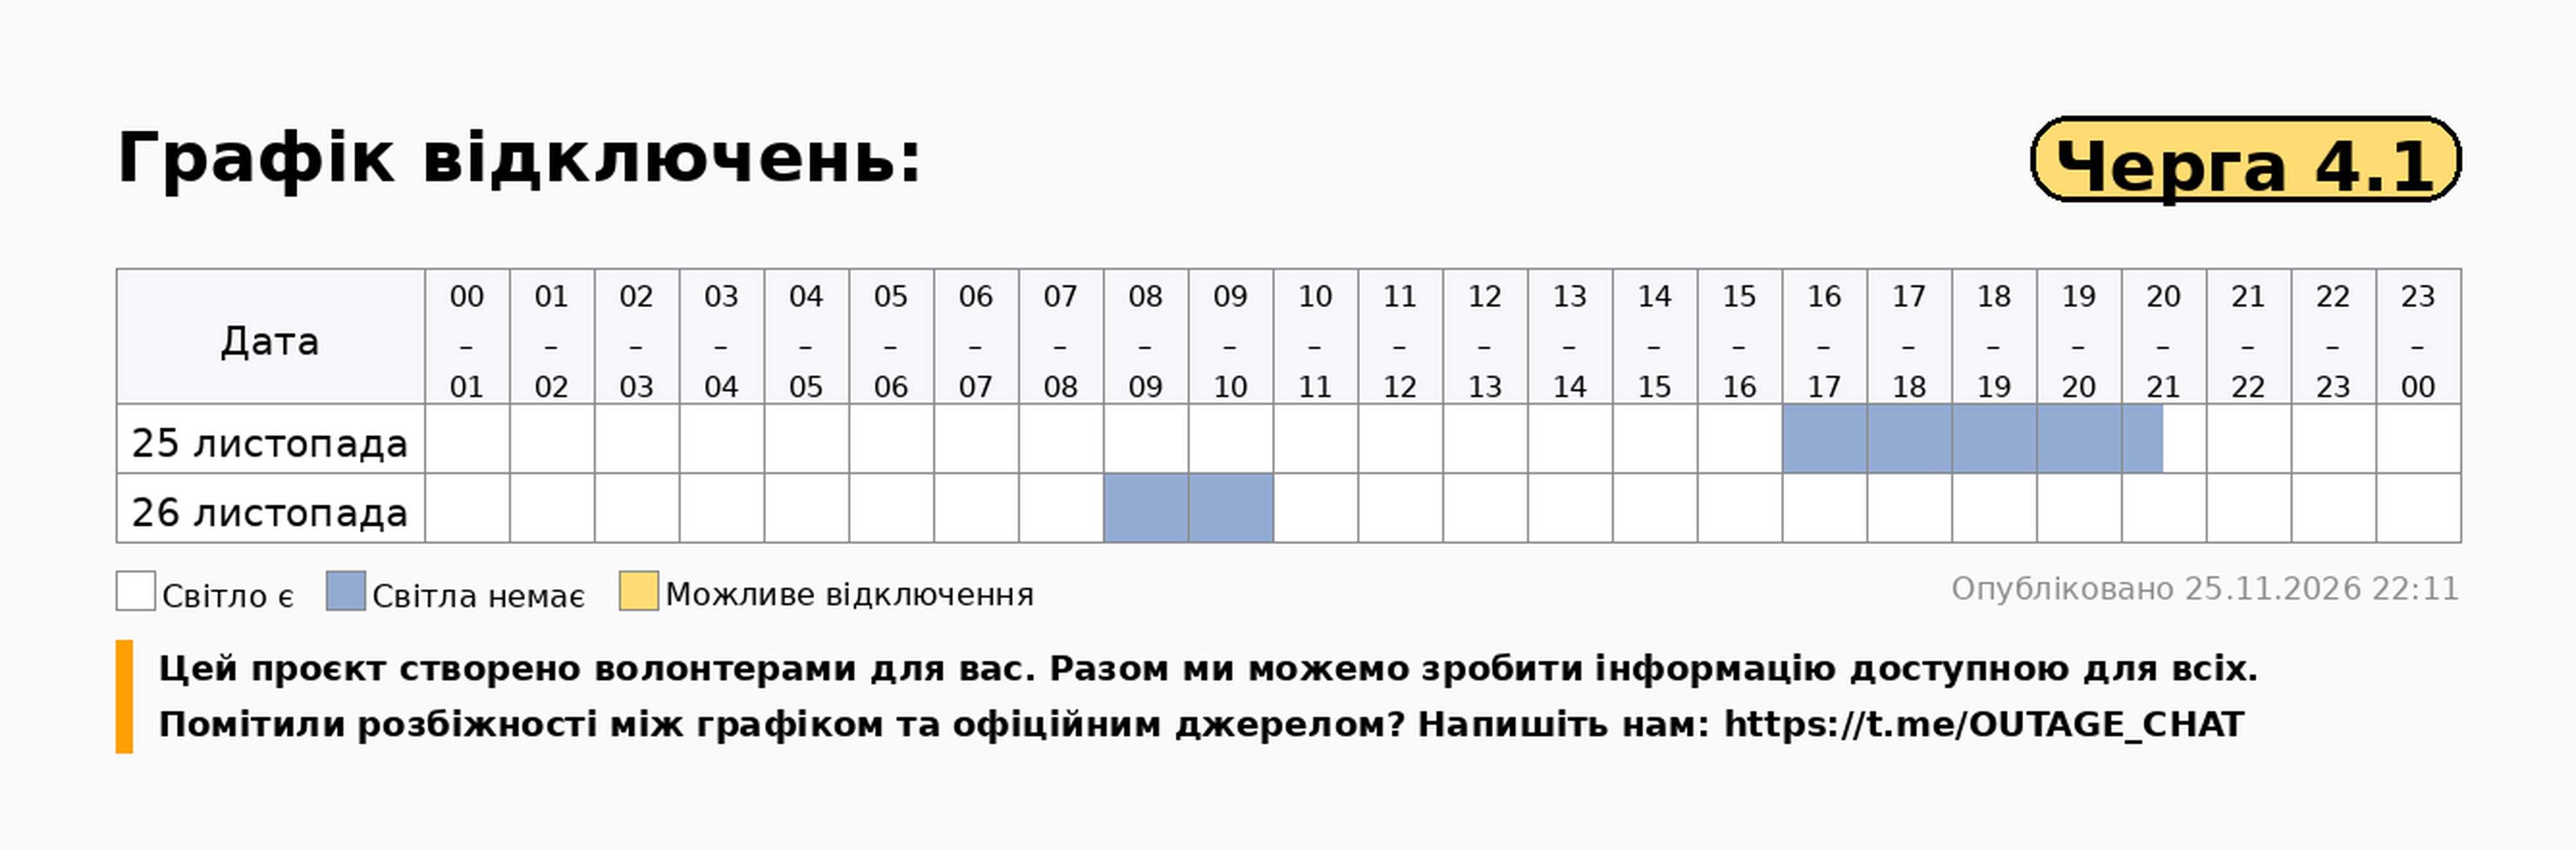 Графік відключень:
Черга 4.1
Дата
00 – 01
01 – 02
02 – 03
03 – 04
04 – 05
05 – 06
06 – 07
07 – 08
08 – 09
09 – 10
10 – 11
11 – 12
12 – 13
13 – 14
14 – 15
15 – 16
16 – 17
17 – 18
18 – 19
19 – 20
20 – 21
21 – 22
22 – 23
23 – 00
25 листопада
26 листопада
Світло є
Світла немає
Можливе відключення
Опубліковано 25.11.2026 22:11
Цей проєкт створено волонтерами для вас. Разом ми можемо зробити інформацію доступною для всіх.
Помітили розбіжності між графіком та офіційним джерелом? Напишіть нам: https://t.me/OUTAGE_CHAT